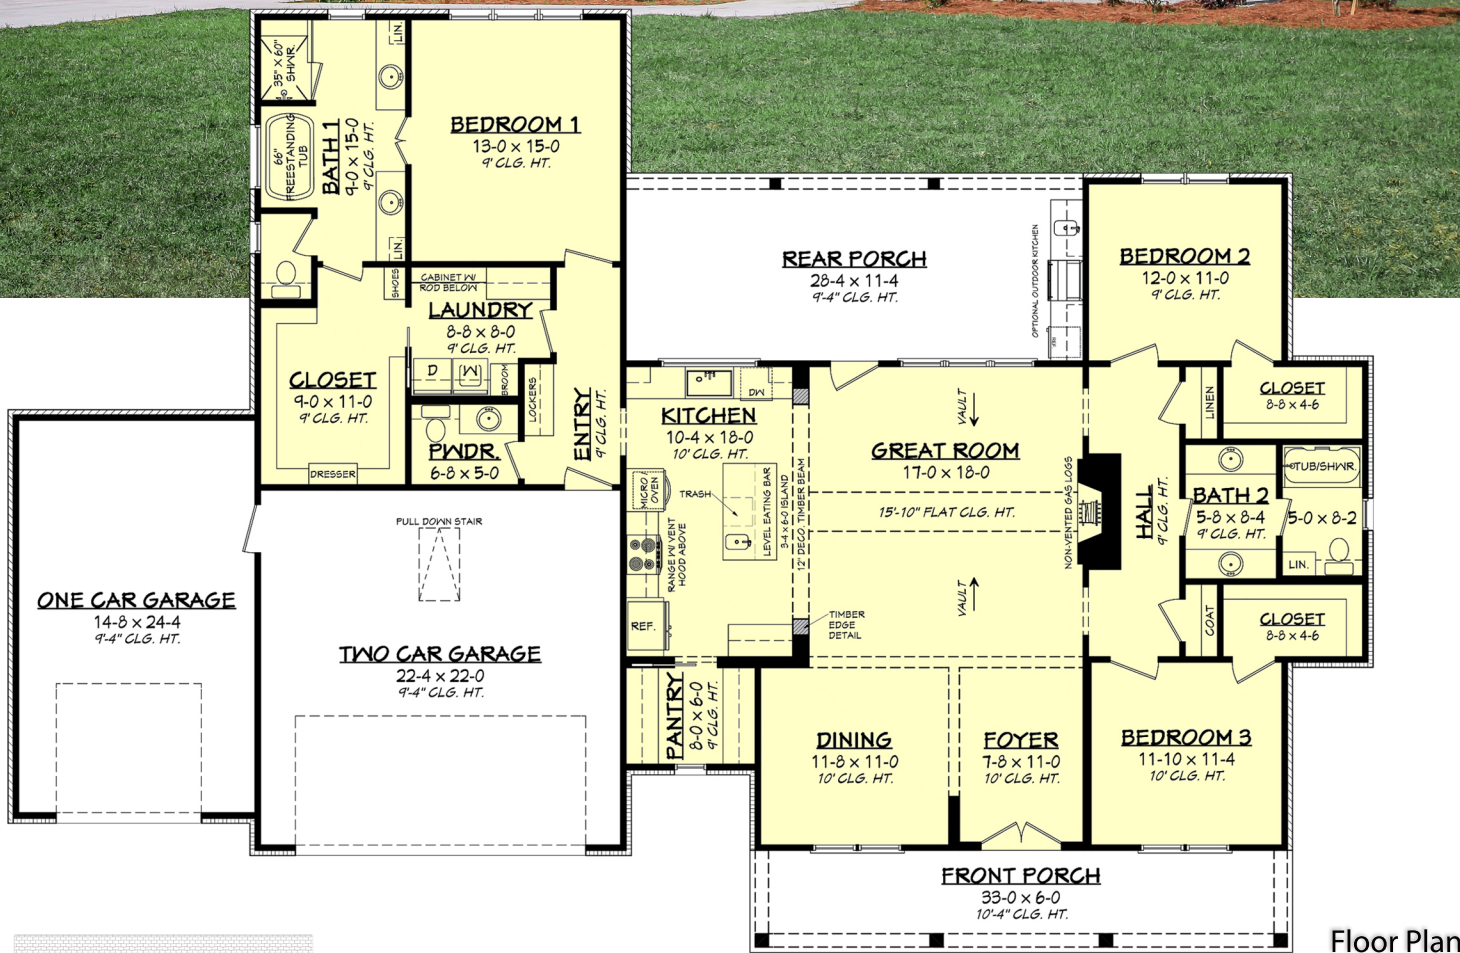 35" X 60"
SHWR.
LIN.
66"
FREESTANDING
TUB
BATH 1
9-0 x 15-0
9' CLG. HT.
LIN.
BEDROOM 1
13-0 x 15-0
9' CLG. HT.
REAR PORCH
28-4 x 11-4
9'-4" CLG. HT.
OPTIONAL OUTDOOR KITCHEN
REF.
BEDROOM 2
12-0 x 11-0
9' CLG. HT.
SHOES
CABINET W/
ROD BELOW
LAUNDRY
8-8 x 8-0
9' CLG. HT.
D
W
BROOM
LOCKERS
ENTRY
9' CLG. HT.
CLOSET
9-0 x 11-0
9' CLG. HT.
DRESSER
PWDR.
6-8 x 5-0
KITCHEN
10-4 x 18-0
10' CLG. HT.
DW
MICRO/
OVEN
TRASH
LEVEL EATING BAR
3-4 x 6-0 ISLAND
12" DECO. TIMBER BEAM
RANGE W/ VENT
HOOD ABOVE
REF.
TIMBER
EDGE
DETAIL
VAULT
GREAT ROOM
17-0 x 18-0
15'-10" FLAT CLG. HT.
VAULT
NON-VENTED GAS LOGS
HALL
9' CLG. HT.
LINEN
CLOSET
8-8 x 4-6
BATH 2
5-8 x 8-4
9' CLG. HT.
TUB/SHWR.
5-0 x 8-2
LIN.
COAT
CLOSET
8-8 x 4-6
PULL DOWN STAIR
ONE CAR GARAGE
14-8 x 24-4
9'-4" CLG. HT.
TWO CAR GARAGE
22-4 x 22-0
9'-4" CLG. HT.
PANTRY
8-0 x 6-0
9' CLG. HT.
DINING
11-8 x 11-0
10' CLG. HT.
FOYER
7-8 x 11-0
10' CLG. HT.
BEDROOM 3
11-10 x 11-4
10' CLG. HT.
FRONT PORCH
33-0 x 6-0
10'-4" CLG. HT.
Floor Plan